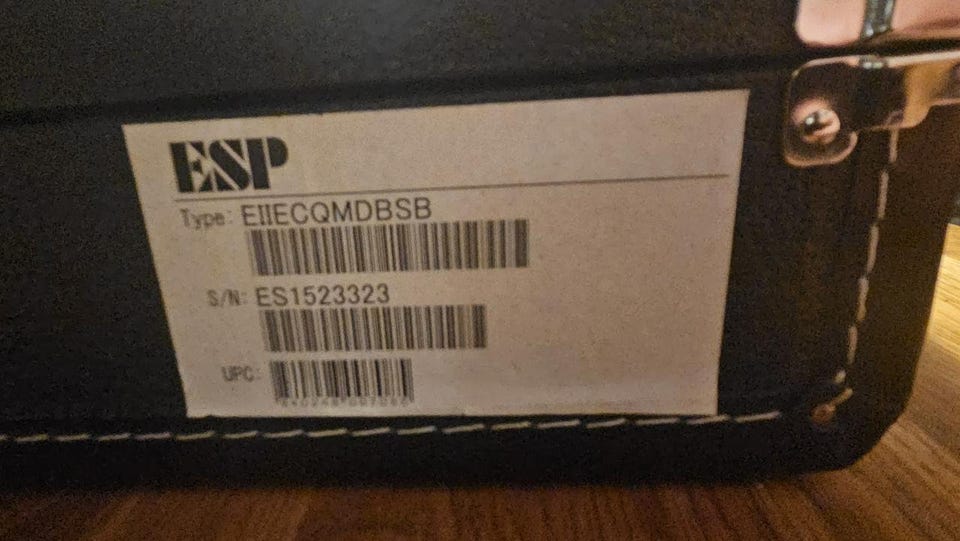 ESP
Type: EIIECQMDBSB
S/N: ES1523323
UPC: